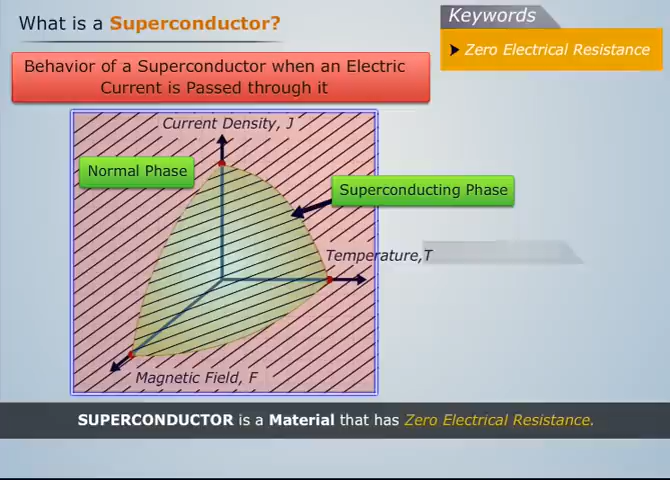 What is a Superconductor?
Keywords
➤ Zero Electrical Resistance
Behavior of a Superconductor when an Electric
Current is Passed through it
Current Density, J
Normal Phase
Superconducting Phase
Temperature,T
Magnetic Field, F
SUPERCONDUCTOR is a Material that has Zero Electrical Resistance.